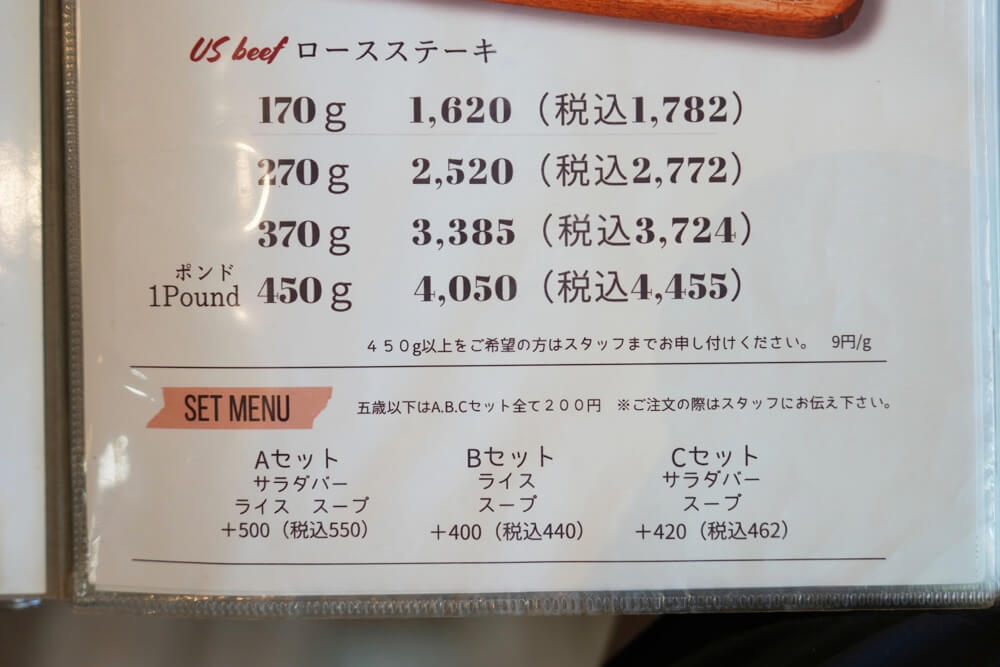 US beef ロースステーキ
170g 1,620（税込1,782）
270g 2,520（税込2,772）
370g 3,385（税込3,724）
ポンド
1Pound 450g 4,050（税込4,455）
４５０g以上をご希望の方はスタッフまでお申し付けください。 9円/g
SET MENU 五歳以下はA.B.Cセット全て２００円 ※ご注文の際はスタッフにお伝え下さい。
Aセット Bセット Cセット
サラダバー ライス サラダバー
ライス スープ スープ スープ
＋500（税込550） ＋400（税込440） ＋420（税込462）